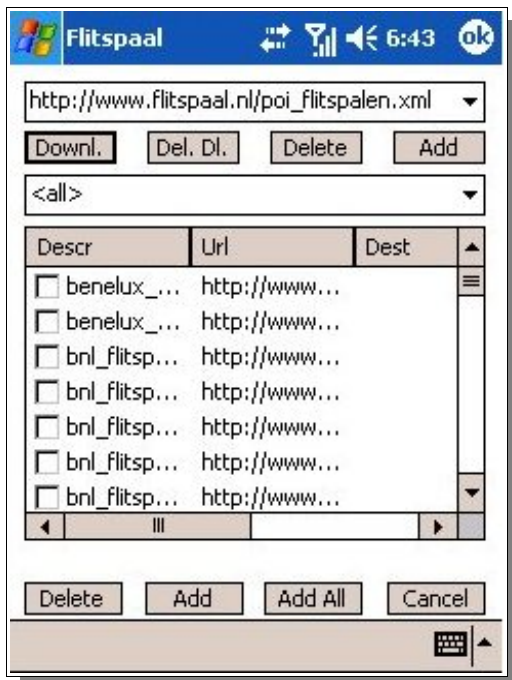 Flitspaal 6:43 ok
http://www.flitspaal.nl/poi_flitspalen.xml
Downl. Del. Dl. Delete Add
<all>
Descr Url Dest
benelux_... http://www...
benelux_... http://www...
bnl_flitsp... http://www...
bnl_flitsp... http://www...
bnl_flitsp... http://www...
bnl_flitsp... http://www...
bnl_flitsp... http://www...
Delete Add Add All Cancel